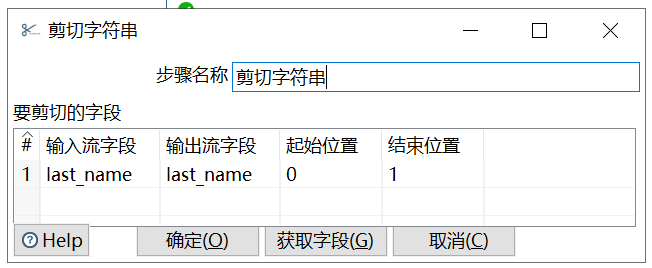 剪切字符串
步骤名称 剪切字符串
要剪切的字段
# 输入流字段 输出流字段 起始位置 结束位置
1 last_name last_name 0 1
Help 确定(O) 获取字段(G) 取消(C)